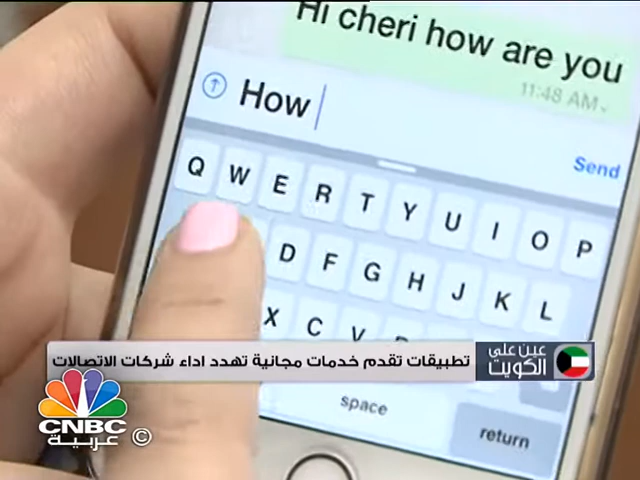 Hi cheri how are you
11:48 AM
How
Send
Q W E R T Y U I O P
D F G H J K L
X C V
تطبيقات تقدم خدمات مجانية تهدد اداء شركات الاتصالات
عين على
الكويت
space
return
CNBC
عربية ©